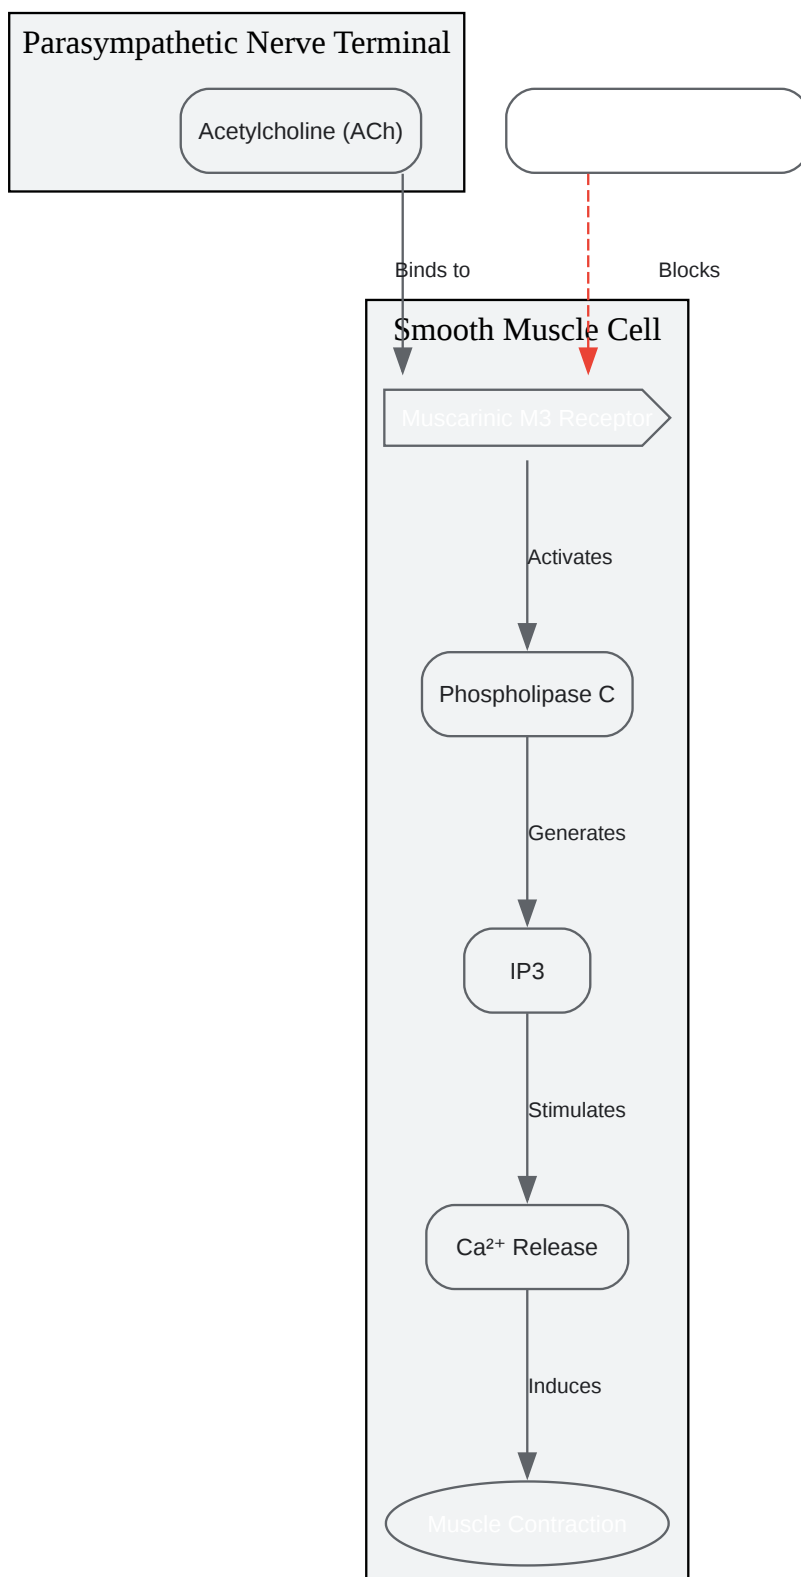 Parasympathetic Nerve Terminal
Acetylcholine (ACh)
Binds to
Blocks
Smooth Muscle Cell
Muscarinic M3 Receptor
Activates
Phospholipase C
Generates
IP3
Stimulates
Ca²⁺ Release
Induces
Muscle Contraction